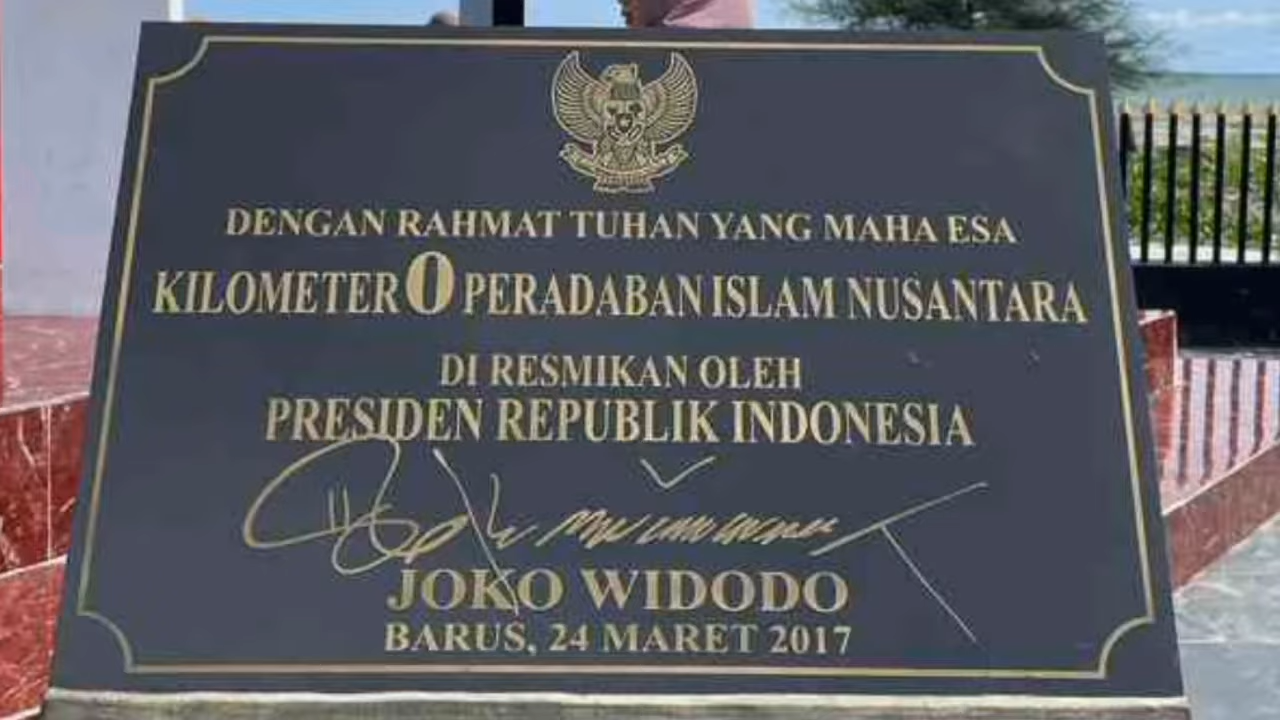 DENGAN RAHMAT TUHAN YANG MAHA ESA
KILOMETER 0 PERADABAN ISLAM NUSANTARA
DI RESMIKAN OLEH
PRESIDEN REPUBLIK INDONESIA
JOKO WIDODO
BARUS, 24 MARET 2017